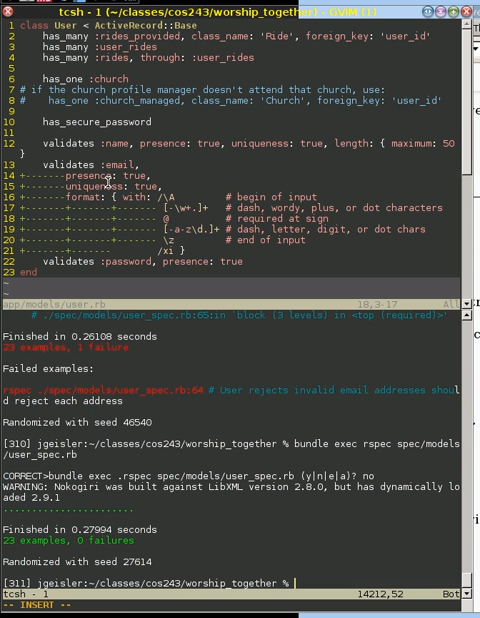 tcsh - 1 (~/classes/cos243/worship_together) - GVIM (1)
1 class User < ActiveRecord::Base
2     has_many :rides_provided, class_name: 'Ride', foreign_key: 'user_id'
3     has_many :user_rides
4     has_many :rides, through: :user_rides
5
6     has_one :church
7 # if the church profile manager doesn't attend that church, use:
8 #   has_one :church_managed, class_name: 'Church', foreign_key: 'user_id'
9
10     has_secure_password
11
12     validates :name, presence: true, uniqueness: true, length: { maximum: 50
}
13     validates :email,
14 +-------presence: true,
15 +-------uniqueness: true,
16 +-------format: { with: /\A         # begin of input
17 +-------+-------+------- [-\w+.]+   # dash, wordy, plus, or dot characters
18 +-------+-------+------- @          # required at sign
19 +-------+-------+------- [-a-z\d.]+ # dash, letter, digit, or dot chars
20 +-------+-------+------- \z         # end of input
21 +-------+-------+------- /xi }
22     validates :password, presence: true
23 end
~
~
app/models/user.rb 18,3-17 All
# ./spec/models/user_spec.rb:65:in `block (3 levels) in <top (required)>'
Finished in 0.26108 seconds
23 examples, 1 failure
Failed examples:
rspec ./spec/models/user_spec.rb:64 # User rejects invalid email addresses shoul
d reject each address
Randomized with seed 46540
[310] jgeisler:~/classes/cos243/worship_together % bundle exec rspec spec/models
/user_spec.rb
CORRECT>bundle exec .rspec spec/models/user_spec.rb (y|n|e|a)? no
WARNING: Nokogiri was built against LibXML version 2.8.0, but has dynamically lo
aded 2.9.1
.......................
Finished in 0.27994 seconds
23 examples, 0 failures
Randomized with seed 27614
[311] jgeisler:~/classes/cos243/worship_together %
tcsh - 1 14212,52 Bot
-- INSERT --